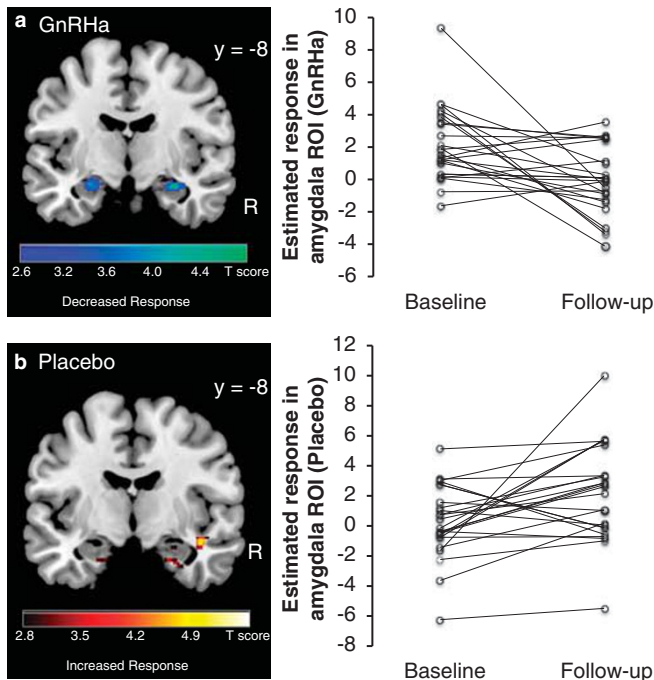 a GnRHa
y = -8
R
2.6 3.2 3.6 4.0 4.4 T score
Decreased Response
Estimated response in
amygdala ROI (GnRHa)
10
8
6
4
2
0
-2
-4
-6
Baseline Follow-up
b Placebo
y = -8
R
2.8 3.5 4.2 4.9 T score
Increased Response
Estimated response in
amygdala ROI (Placebo)
12
10
8
6
4
2
0
-2
-4
-6
-8
Baseline Follow-up